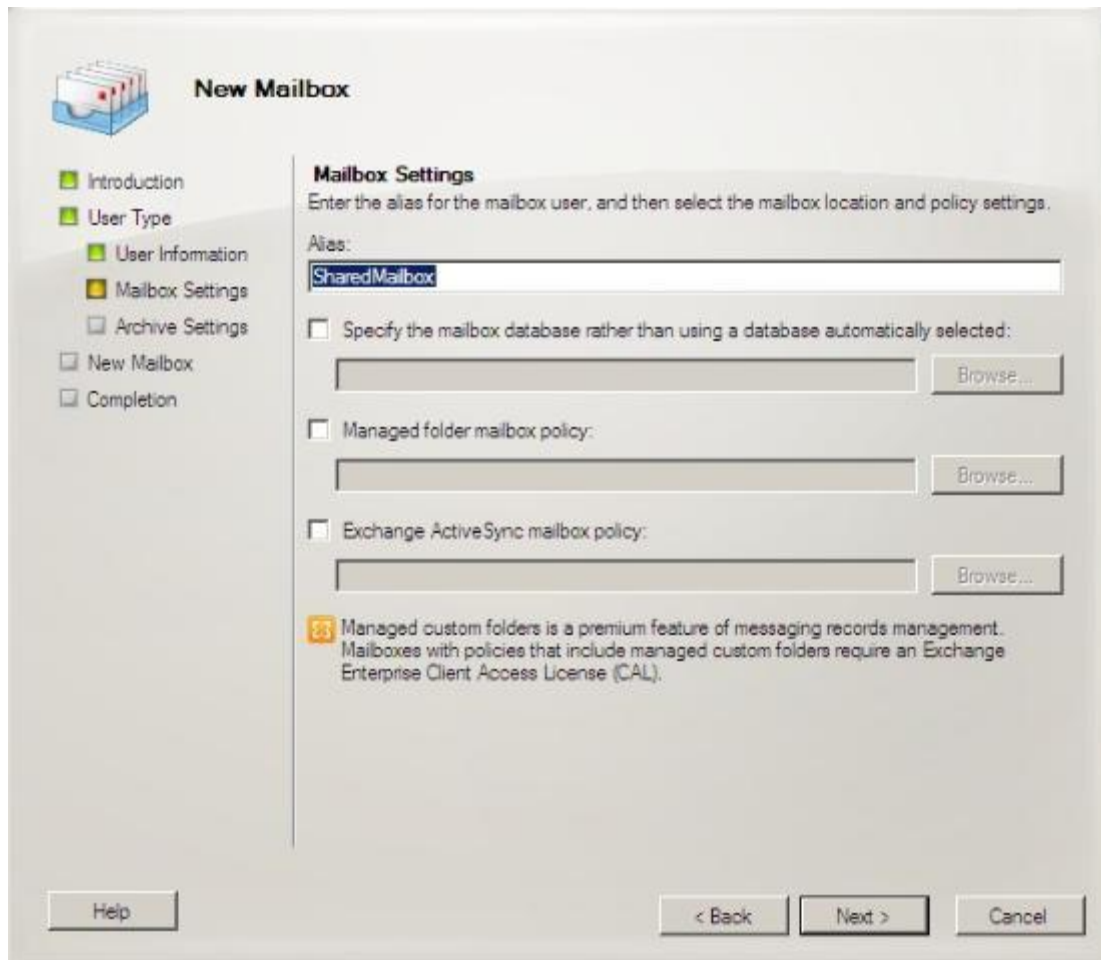 New Mailbox
Introduction
User Type
User Information
Mailbox Settings
Archive Settings
New Mailbox
Completion
Mailbox Settings
Enter the alias for the mailbox user, and then select the mailbox location and policy settings.
Alias:
SharedMailbox
Specify the mailbox database rather than using a database automatically selected:
Browse...
Managed folder mailbox policy:
Browse...
Exchange ActiveSync mailbox policy:
Browse...
Managed custom folders is a premium feature of messaging records management.
Mailboxes with policies that include managed custom folders require an Exchange
Enterprise Client Access License (CAL).
Help
< Back
Next >
Cancel